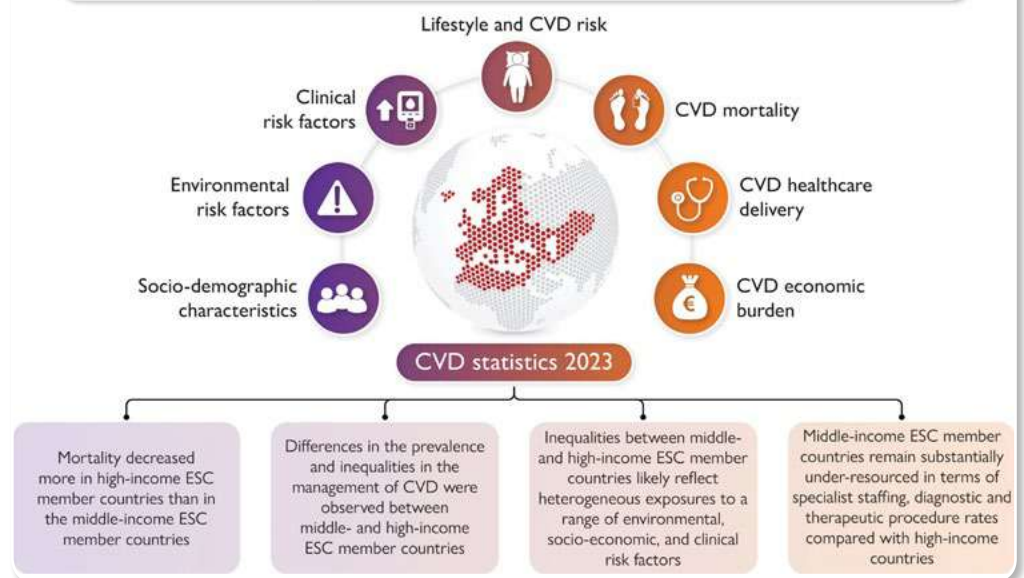 Lifestyle and CVD risk
Clinical
risk factors
CVD mortality
Environmental
risk factors
CVD healthcare
delivery
Socio-demographic
characteristics
CVD economic
burden
€
CVD statistics 2023
Mortality decreased
more in high-income ESC
member countries than in
the middle-income ESC
member countries
Differences in the prevalence
and inequalities in the
management of CVD were
observed between
middle- and high-income
ESC member countries
Inequalities between middle-
and high-income ESC member
countries likely reflect
heterogeneous exposures to a
range of environmental,
socio-economic, and clinical
risk factors
Middle-income ESC member
countries remain substantially
under-resourced in terms of
specialist staffing, diagnostic and
therapeutic procedure rates
compared with high-income
countries